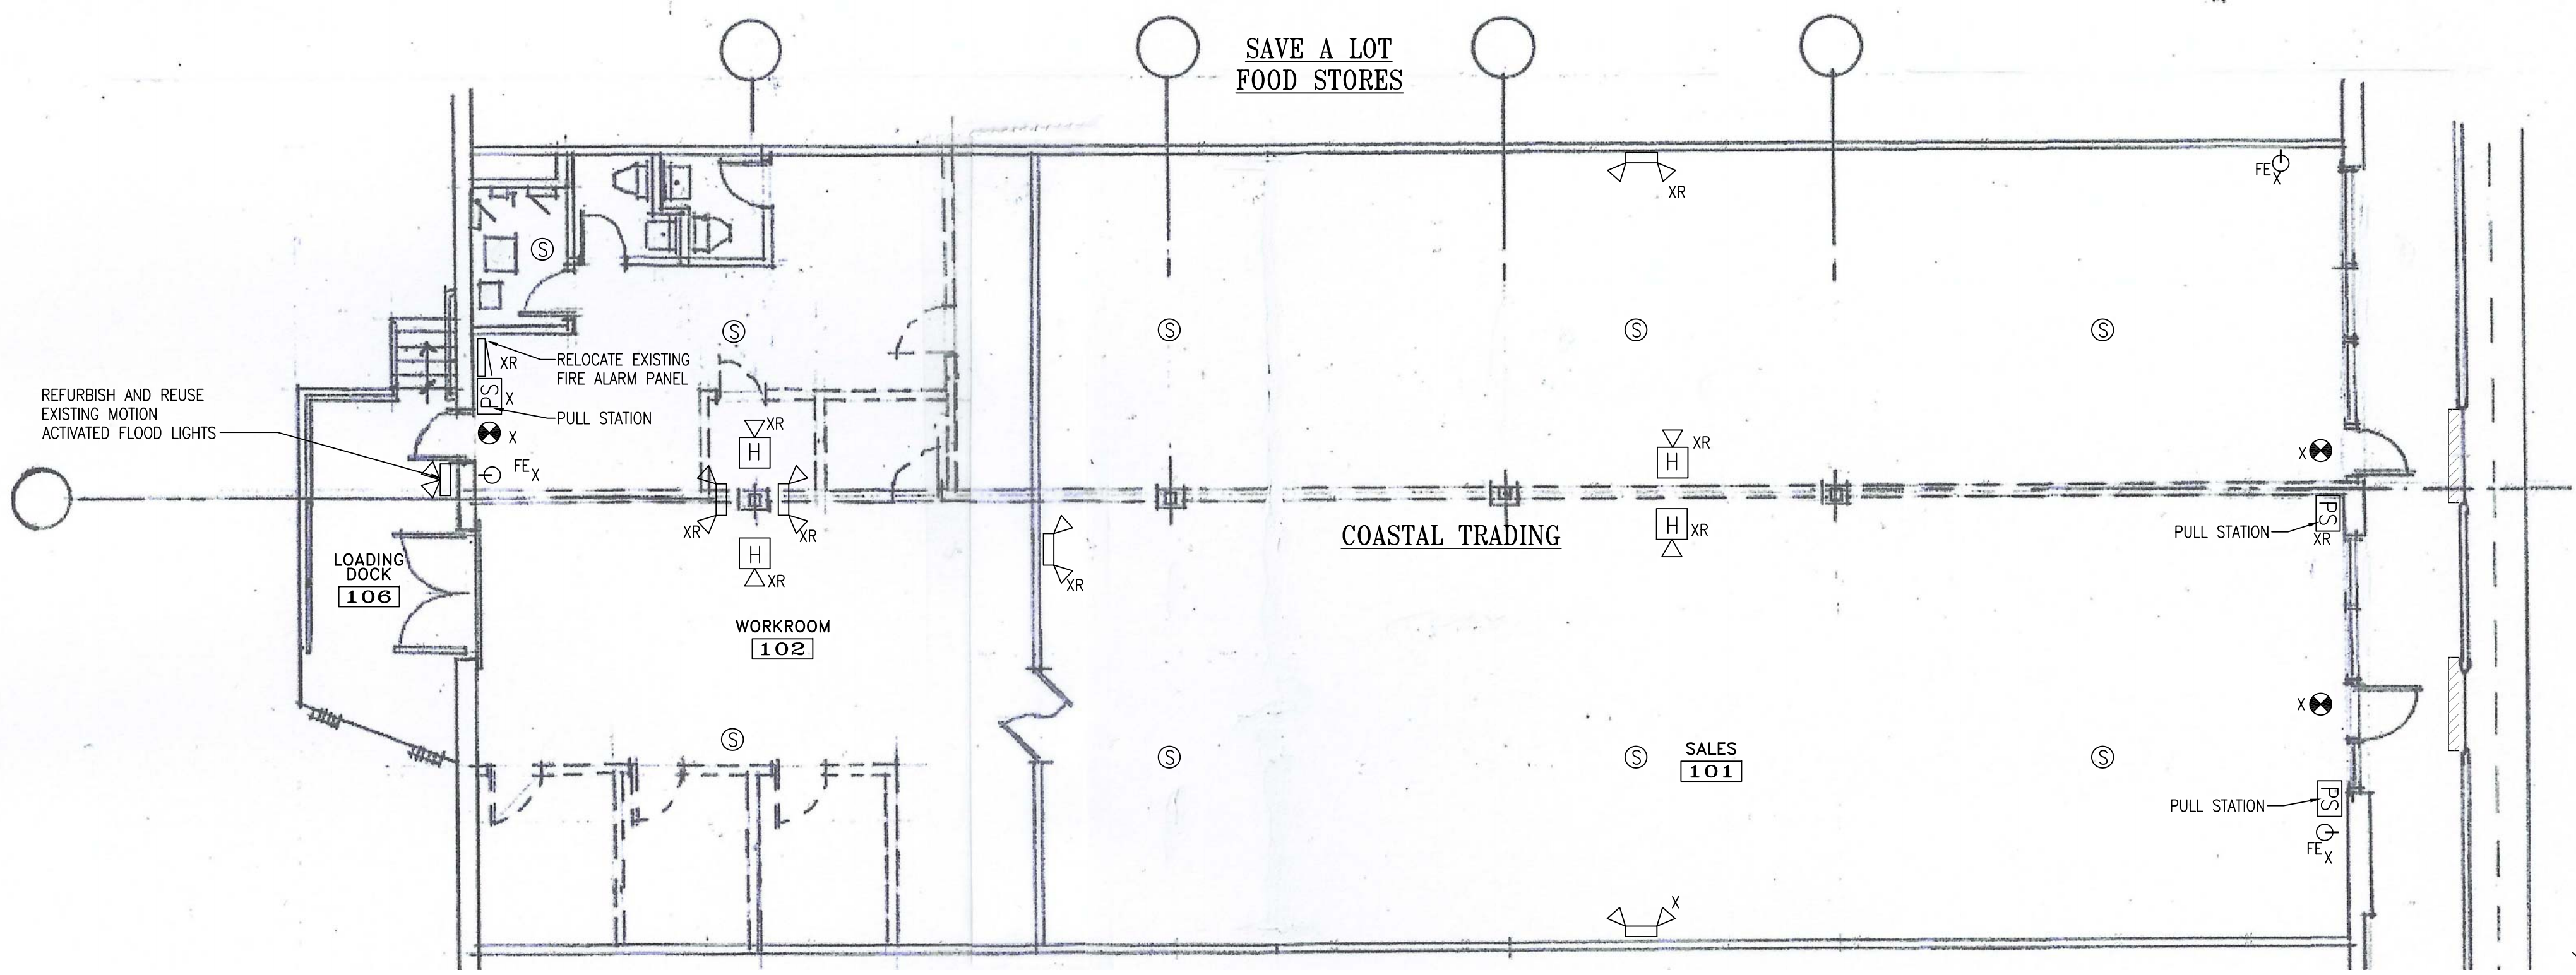 SAVE A LOT
FOOD STORES
XR
FE X
S
S
S
S
S
RELOCATE EXISTING
FIRE ALARM PANEL
XR
PS X
PULL STATION
REFURBISH AND REUSE
EXISTING MOTION
ACTIVATED FLOOD LIGHTS
X
FE X
XR
H
XR
H
X
XR
XR
H
XR
H
XR
XR
COASTAL TRADING
PS
PULL STATION
XR
LOADING
DOCK
106
WORKROOM
102
X
S
S
S
S
SALES
101
PS
PULL STATION
FE X
X